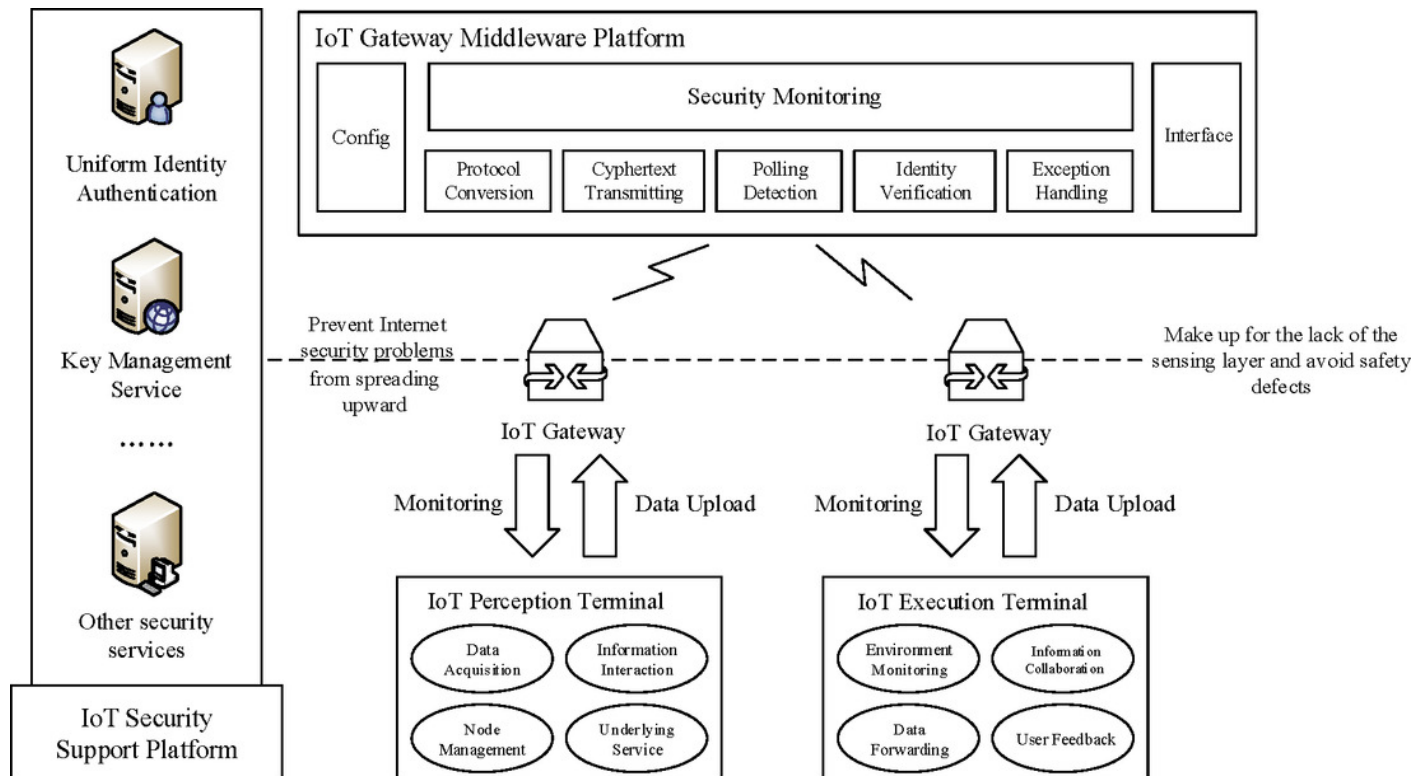 Uniform Identity
Authentication
Key Management
Service
……
Other security
services
IoT Security
Support Platform
IoT Gateway Middleware Platform
Config
Security Monitoring
Interface
Protocol
Conversion
Cyphertext
Transmitting
Polling
Detection
Identity
Verification
Exception
Handling
Prevent Internet
security problems
from spreading
upward
Make up for the lack of the
sensing layer and avoid safety
defects
IoT Gateway
IoT Gateway
Monitoring
Data Upload
Monitoring
Data Upload
IoT Perception Terminal
Data
Acquisition
Information
Interaction
Node
Management
Underlying
Service
IoT Execution Terminal
Environment
Monitoring
Information
Collaboration
Data
Forwarding
User Feedback